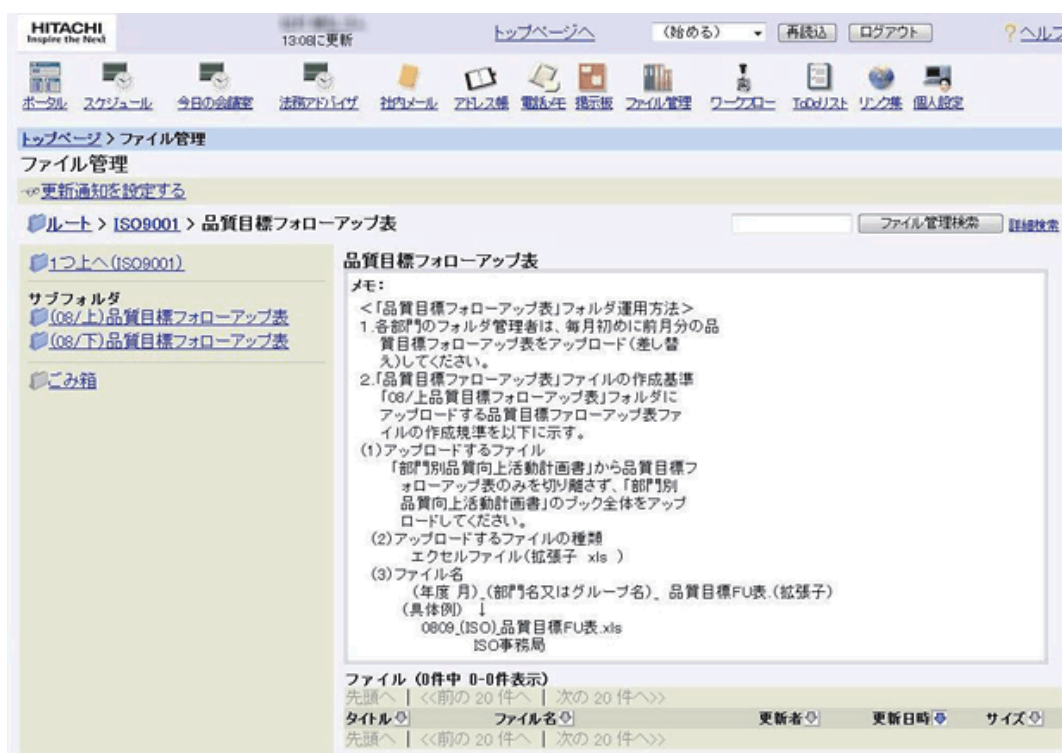 HITACHI
Inspire the Next
13:08に更新
トップページへ
(始める)
再読込
ログアウト
?ヘルプ
ポータル スケジュール 今日の会議室 法務アドバイザ 社内メール アドレス帳 電話メモ 掲示板 ファイル管理 ワークフロー ToDoリスト リンク集 個人設定
トップページ > ファイル管理
ファイル管理
更新通知を設定する
ルート > ISO9001 > 品質目標フォローアップ表
ファイル管理検索
詳細検索
1つ上へ(ISO9001)
サブフォルダ
(08/上)品質目標フォローアップ表
(08/下)品質目標フォローアップ表
ごみ箱
品質目標フォローアップ表
メモ:
<「品質目標フォローアップ表」フォルダ運用方法>
1.各部門のフォルダ管理者は、毎月初めに前月分の品
質目標フォローアップ表をアップロード(差し替
え)してください。
2.「品質目標ファローアップ表」ファイルの作成基準
「08/上品質目標フォローアップ表」フォルダに
アップロードする品質目標ファローアップ表ファ
イルの作成規準を以下に示す。
(1)アップロードするファイル
「部門別品質向上活動計画書」から品質目標フ
ォローアップ表のみを切り離さず、「部門別
品質向上活動計画書」のブック全体をアップ
ロードしてください。
(2)アップロードするファイルの種類
エクセルファイル(拡張子 xls )
(3)ファイル名
(年度 月)_(部門名又はグループ名)_ 品質目標FU表.(拡張子)
(具体例) ↓
0809_(ISO)_品質目標FU表.xls
ISO事務局
ファイル (0件中 0-0件表示)
先頭へ | <<前の 20 件へ | 次の 20 件へ>>
タイトル ファイル名 更新者 更新日時 サイズ
先頭へ | <<前の 20 件へ | 次の 20 件へ>>